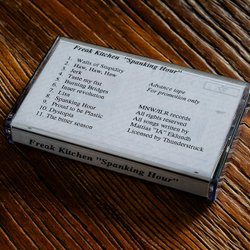 Freak Kitchen "Spanking Hour"
1. Walls of Stupidity
2. Haw, Haw, Haw
3. Jerk
4. Taste my fist
5. Burning Bridges
6. Inner revolution
7. Lisa
8. Spanking Hour
9. Proud to be Plastic
10. Dystopia
11. The bitter season
Advance tape
For promotion only
MNW/ILR records
All rights reserved
All songs written by
Mattias "IA" Eklundh
Licensed by Thunderstruck
Freak Kitchen "Spanking Hour"